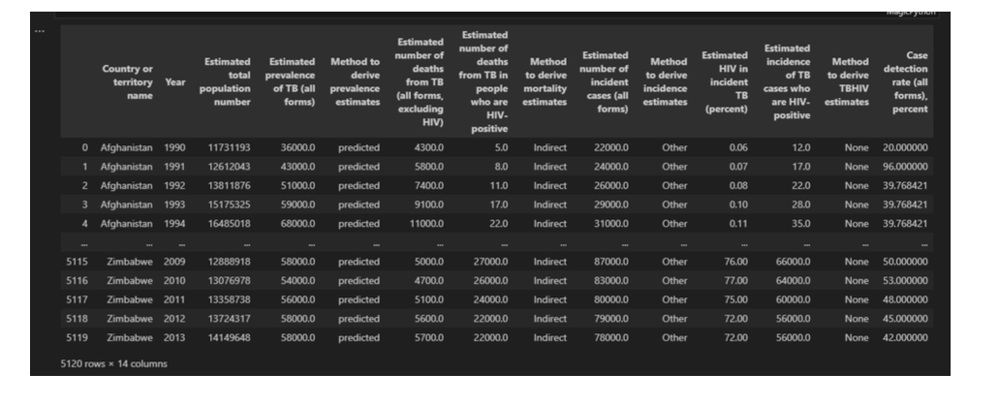 MagicPython
...
Country or territory name Year Estimated total population number Estimated prevalence of TB (all forms) Method to derive prevalence estimates Estimated number of deaths from TB (all forms, excluding HIV) Estimated number of deaths from TB in people who are HIV-positive Method to derive mortality estimates Estimated number of incident cases (all forms) Method to derive incidence estimates Estimated HIV in incident TB (percent) Estimated incidence of TB cases who are HIV-positive Method to derive TBHIV estimates Case detection rate (all forms), percent
0 Afghanistan 1990 11731193 36000.0 predicted 4300.0 5.0 Indirect 22000.0 Other 0.06 12.0 None 20.000000
1 Afghanistan 1991 12612043 43000.0 predicted 5800.0 8.0 Indirect 24000.0 Other 0.07 17.0 None 96.000000
2 Afghanistan 1992 13811876 51000.0 predicted 7400.0 11.0 Indirect 26000.0 Other 0.08 22.0 None 39.768421
3 Afghanistan 1993 15175325 59000.0 predicted 9100.0 17.0 Indirect 29000.0 Other 0.10 28.0 None 39.768421
4 Afghanistan 1994 16485018 68000.0 predicted 11000.0 22.0 Indirect 31000.0 Other 0.11 35.0 None 39.768421
... ... ... ... ... ... ... ... ... ... ... ... ... ... ...
5115 Zimbabwe 2009 12888918 58000.0 predicted 5000.0 27000.0 Indirect 87000.0 Other 76.00 66000.0 None 50.000000
5116 Zimbabwe 2010 13076978 54000.0 predicted 4700.0 26000.0 Indirect 83000.0 Other 77.00 64000.0 None 53.000000
5117 Zimbabwe 2011 13358738 56000.0 predicted 5100.0 24000.0 Indirect 80000.0 Other 75.00 60000.0 None 48.000000
5118 Zimbabwe 2012 13724317 58000.0 predicted 5600.0 22000.0 Indirect 79000.0 Other 72.00 56000.0 None 45.000000
5119 Zimbabwe 2013 14149648 58000.0 predicted 5700.0 22000.0 Indirect 78000.0 Other 72.00 56000.0 None 42.000000
5120 rows × 14 columns